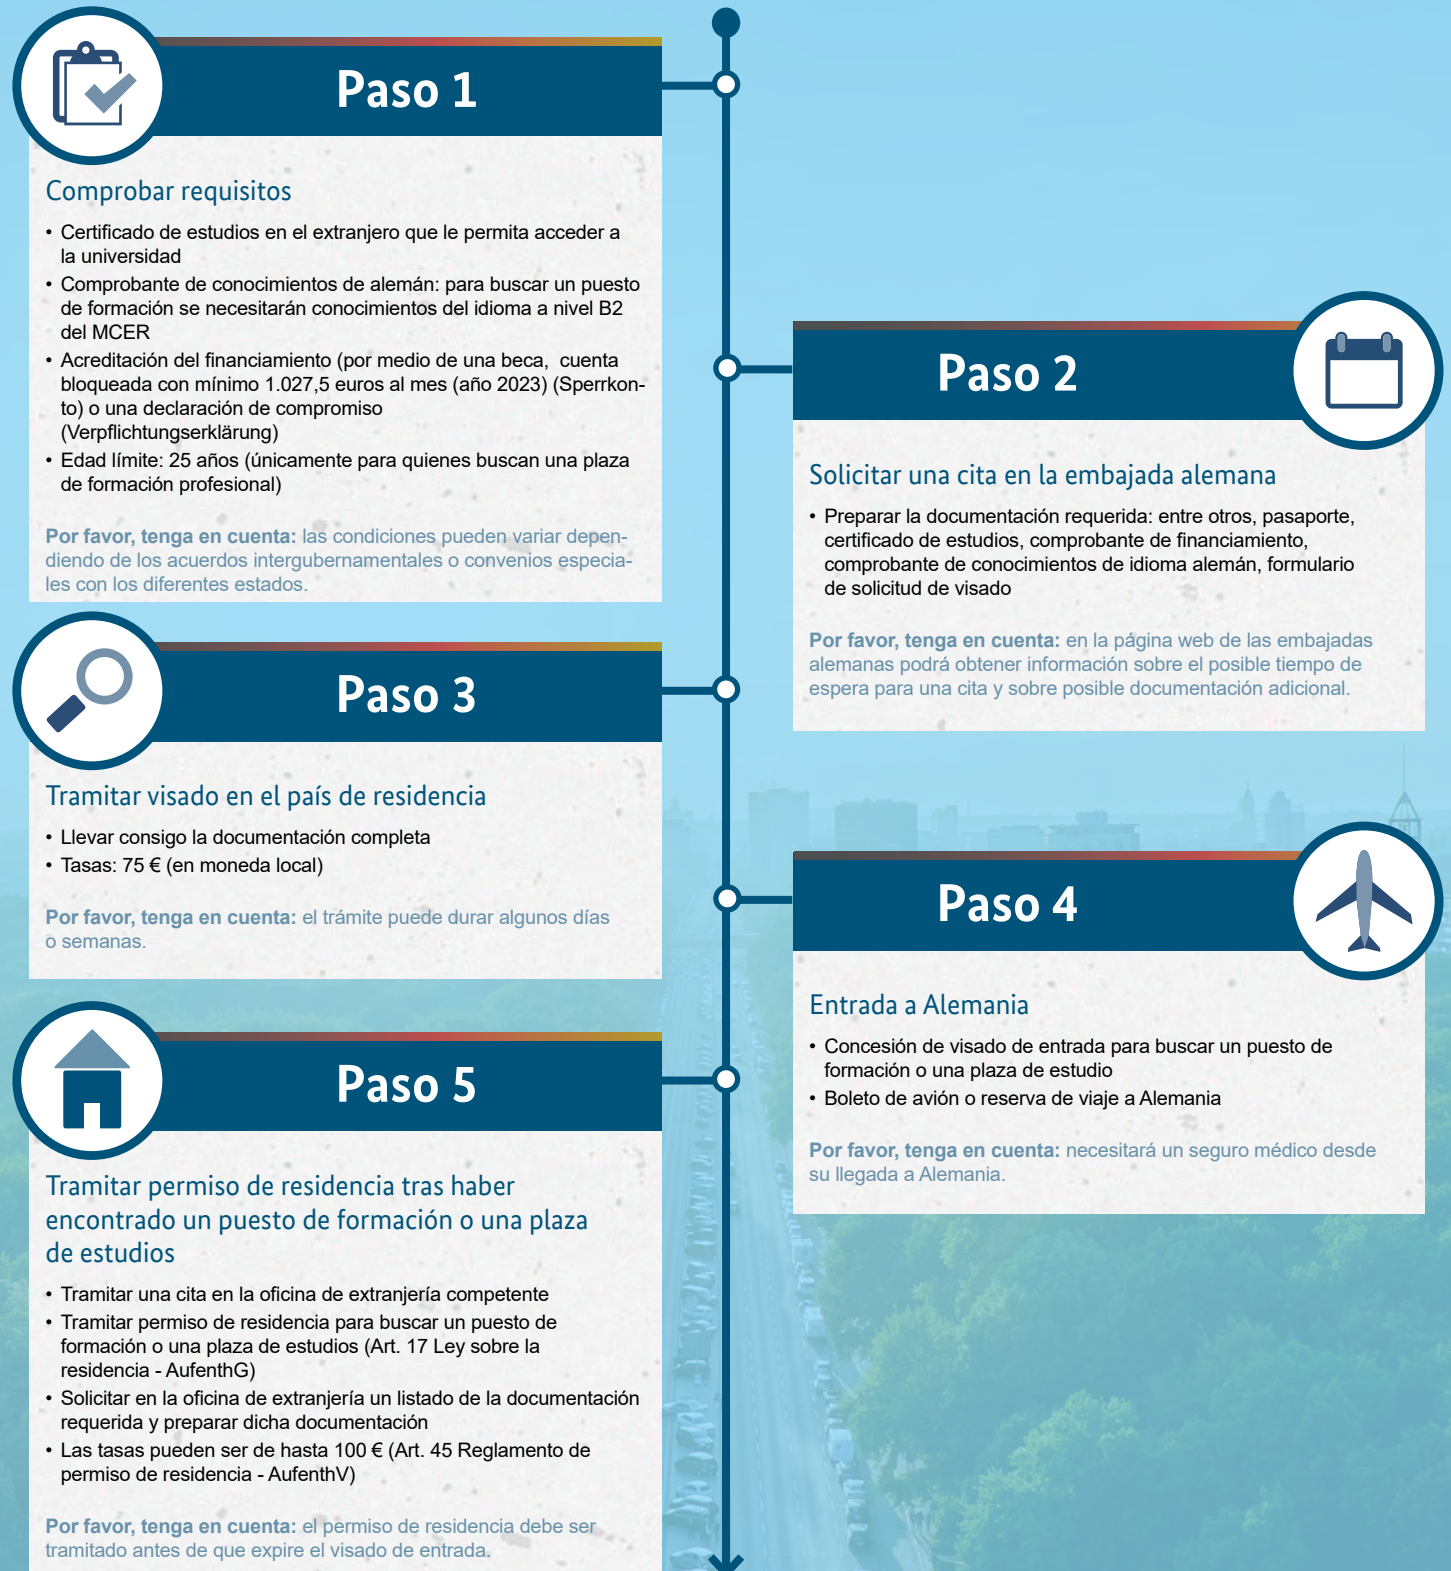 Paso 1
Comprobar requisitos
• Certificado de estudios en el extranjero que le permita acceder a
la universidad
• Comprobante de conocimientos de alemán: para buscar un puesto
de formación se necesitarán conocimientos del idioma a nivel B2
del MCER
• Acreditación del financiamiento (por medio de una beca, cuenta
bloqueada con mínimo 1.027,5 euros al mes (año 2023) (Sperrkon-
to) o una declaración de compromiso
(Verpflichtungserklärung)
• Edad límite: 25 años (únicamente para quienes buscan una plaza
de formación profesional)
Por favor, tenga en cuenta: las condiciones pueden variar depen-
diendo de los acuerdos intergubernamentales o convenios especia-
les con los diferentes estados.
Paso 2
Solicitar una cita en la embajada alemana
• Preparar la documentación requerida: entre otros, pasaporte,
certificado de estudios, comprobante de financiamiento,
comprobante de conocimientos de idioma alemán, formulario
de solicitud de visado
Por favor, tenga en cuenta: en la página web de las embajadas
alemanas podrá obtener información sobre el posible tiempo de
espera para una cita y sobre posible documentación adicional.
Paso 3
Tramitar visado en el país de residencia
• Llevar consigo la documentación completa
• Tasas: 75 € (en moneda local)
Por favor, tenga en cuenta: el trámite puede durar algunos días
o semanas.
Paso 4
Entrada a Alemania
• Concesión de visado de entrada para buscar un puesto de
formación o una plaza de estudio
• Boleto de avión o reserva de viaje a Alemania
Por favor, tenga en cuenta: necesitará un seguro médico desde
su llegada a Alemania.
Paso 5
Tramitar permiso de residencia tras haber
encontrado un puesto de formación o una plaza
de estudios
• Tramitar una cita en la oficina de extranjería competente
• Tramitar permiso de residencia para buscar un puesto de
formación o una plaza de estudios (Art. 17 Ley sobre la
residencia - AufenthG)
• Solicitar en la oficina de extranjería un listado de la documentación
requerida y preparar dicha documentación
• Las tasas pueden ser de hasta 100 € (Art. 45 Reglamento de
permiso de residencia - AufenthV)
Por favor, tenga en cuenta: el permiso de residencia debe ser
tramitado antes de que expire el visado de entrada.